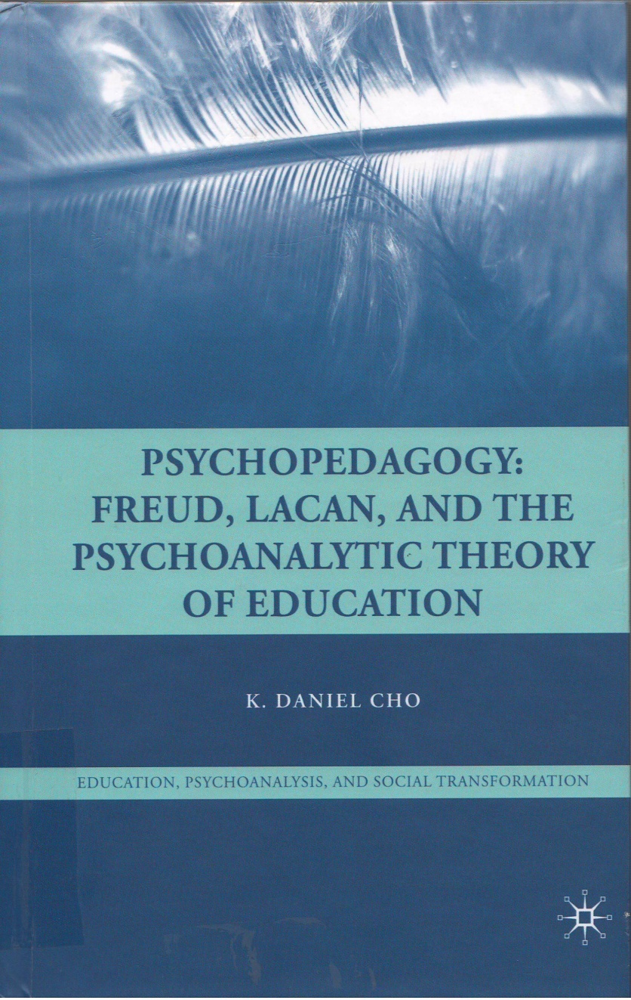 PSYCHOPEDAGOGY:
FREUD, LACAN, AND THE
PSYCHOANALYTIC THEORY
OF EDUCATION
K. DANIEL CHO
EDUCATION, PSYCHOANALYSIS, AND SOCIAL TRANSFORMATION